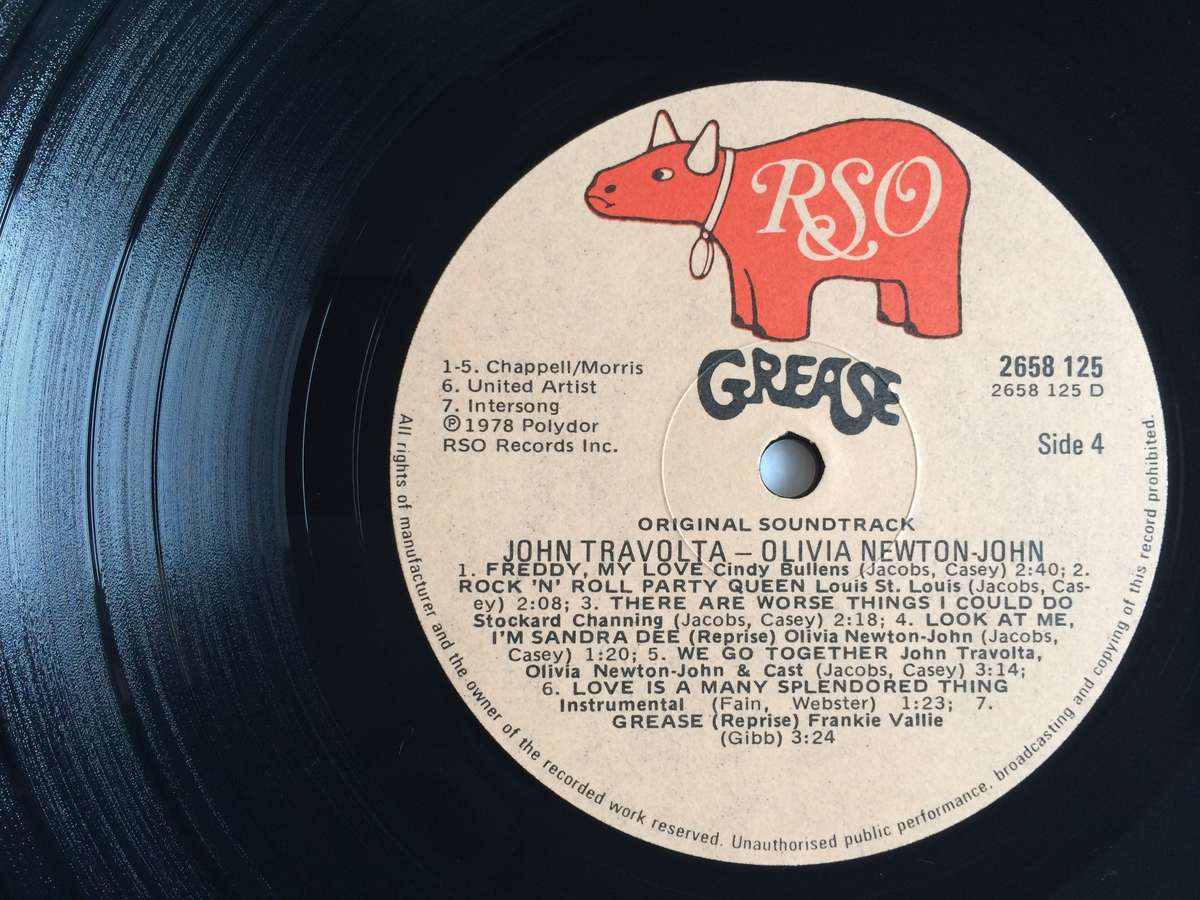 RSO
1-5. Chappell/Morris
6. United Artist
7. Intersong
℗1978 Polydor
RSO Records Inc.
GREASE
2658 125
2658 125 D
Side 4
ORIGINAL SOUNDTRACK
JOHN TRAVOLTA – OLIVIA NEWTON-JOHN
1. FREDDY, MY LOVE Cindy Bullens (Jacobs, Casey) 2:40; 2.
ROCK 'N' ROLL PARTY QUEEN Louis St. Louis (Jacobs, Cas-
ey) 2:08; 3. THERE ARE WORSE THINGS I COULD DO
Stockard Channing (Jacobs, Casey) 2:18; 4. LOOK AT ME,
I'M SANDRA DEE (Reprise) Olivia Newton-John (Jacobs,
Casey) 1:20; 5. WE GO TOGETHER John Travolta,
Olivia Newton-John & Cast (Jacobs, Casey) 3:14;
6. LOVE IS A MANY SPLENDORED THING
Instrumental (Fain, Webster) 1:23; 7.
GREASE (Reprise) Frankie Vallie
(Gibb) 3:24
All rights of manufacturer and the owner of the recorded work reserved. Unauthorised public performance, broadcasting and copying of this record prohibited.